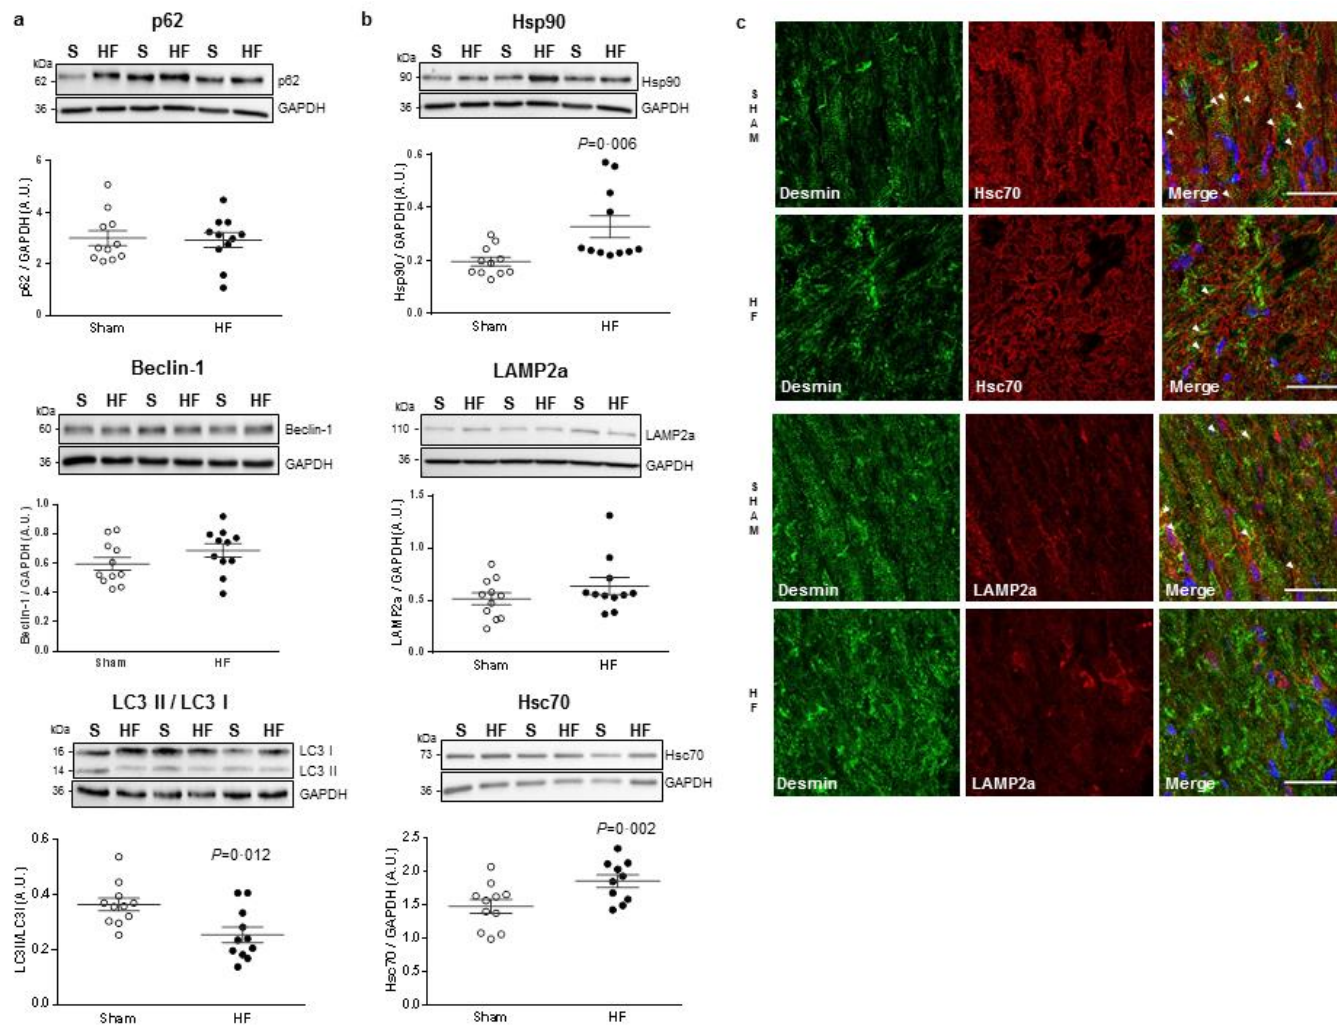 a
p62
S HF S HF S HF
kDa
62
p62
36
GAPDH
p62 / GAPDH (A.U.)
6
4
2
0
Sham HF
Beclin-1
S HF S HF S HF
kDa
60
Beclin-1
36
GAPDH
Beclin-1 / GAPDH (A.U.)
1.0
0.8
0.6
0.4
0.2
0.0
Sham HF
LC3 II / LC3 I
S HF S HF S HF
kDa
16
LC3 I
14
LC3 II
36
GAPDH
LC3II/LC3I (A.U.)
0.6
0.4
0.2
0.0
P=0·012
Sham HF
b
Hsp90
S HF S HF S HF
kDa
90
Hsp90
36
GAPDH
P=0·006
Hsp90 / GAPDH (A.U.)
0.6
0.4
0.2
0.0
Sham HF
LAMP2a
S HF S HF S HF
kDa
110
LAMP2a
36
GAPDH
LAMP2a / GAPDH (A.U.)
1.5
1.0
0.5
0.0
Sham HF
Hsc70
S HF S HF S HF
kDa
73
Hsc70
36
GAPDH
P=0·002
Hsc70 / GAPDH (A.U.)
2.5
2.0
1.5
1.0
0.5
0.0
Sham HF
c
SHAM
Desmin Hsc70 Merge
HF
Desmin Hsc70 Merge
SHAM
Desmin LAMP2a Merge
HF
Desmin LAMP2a Merge